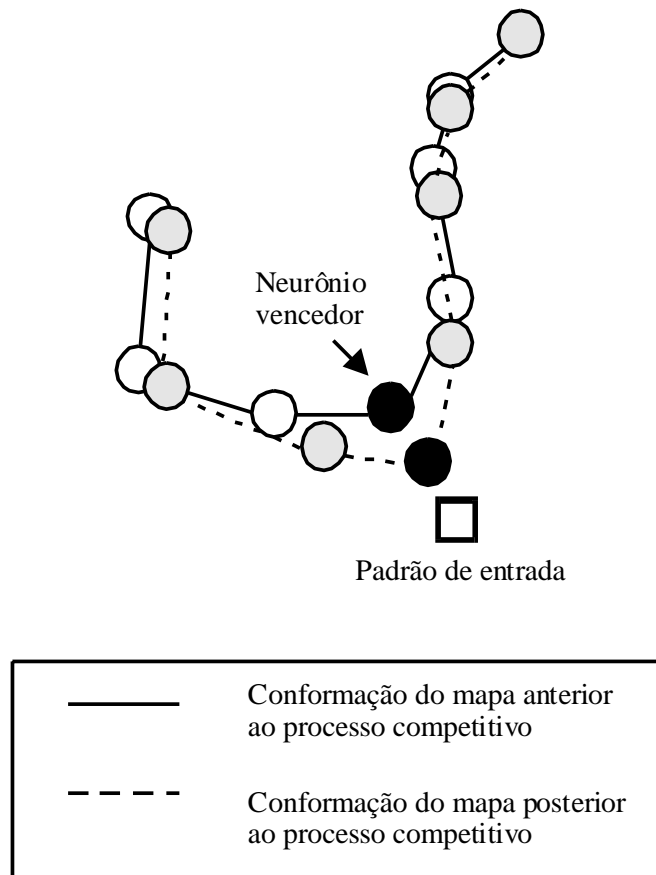 Neurônio
vencedor
Padrão de entrada
Conformação do mapa anterior
ao processo competitivo
Conformação do mapa posterior
ao processo competitivo